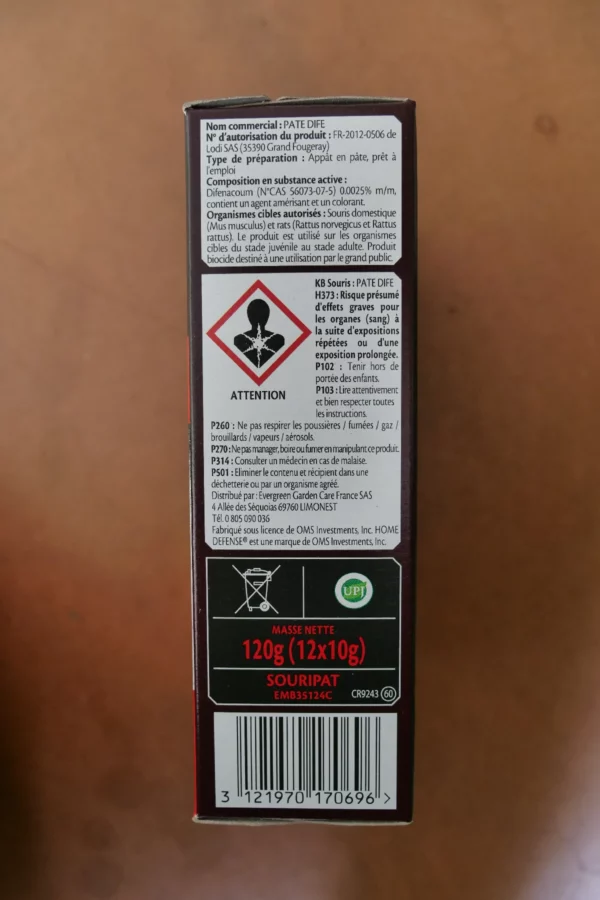 Nom commercial : PATE DIFE
N° d'autorisation du produit : FR-2012-0506 de
Lodi SAS (35390 Grand Fougeray)
Type de préparation : Appât en pâte, prêt à
l'emploi
Composition en substance active :
Difenacoum (N°CAS 56073-07-5) 0.0025% m/m,
contient un agent amérisant et un colorant.
Organismes cibles autorisés : Souris domestique
(Mus musculus) et rats (Rattus norvegicus et Rattus
rattus). Le produit est utilisé sur les organismes
cibles du stade juvénile au stade adulte. Produit
biocide destiné à une utilisation par le grand public.
KB Souris : PATE DIFE
H373 : Risque présumé
d'effets graves pour
les organes (sang) à
la suite d'expositions
répétées ou d'une
exposition prolongée.
P102 : Tenir hors de
portée des enfants.
P103 : Lire attentivement
et bien respecter toutes
les instructions.
ATTENTION
P260 : Ne pas respirer les poussières / fumées / gaz /
brouillards / vapeurs / aérosols.
P270 : Ne pas manager, boire ou fumer en manipulant ce produit.
P314 : Consulter un médecin en cas de malaise.
P501 : Eliminer le contenu et récipient dans une
déchetterie ou par un organisme agréé.
Distribué par : Evergreen Garden Care France SAS
4 Allée des Séquoias 69760 LIMONEST
Tél. 0 805 090 036
Fabriqué sous licence de OMS Investments, Inc. HOME
DEFENSE® est une marque de OMS Investments, Inc.
UPJ
MASSE NETTE
120g (12x10g)
SOURIPAT
EMB35124C
CR9243 60
3 121970 170696 >